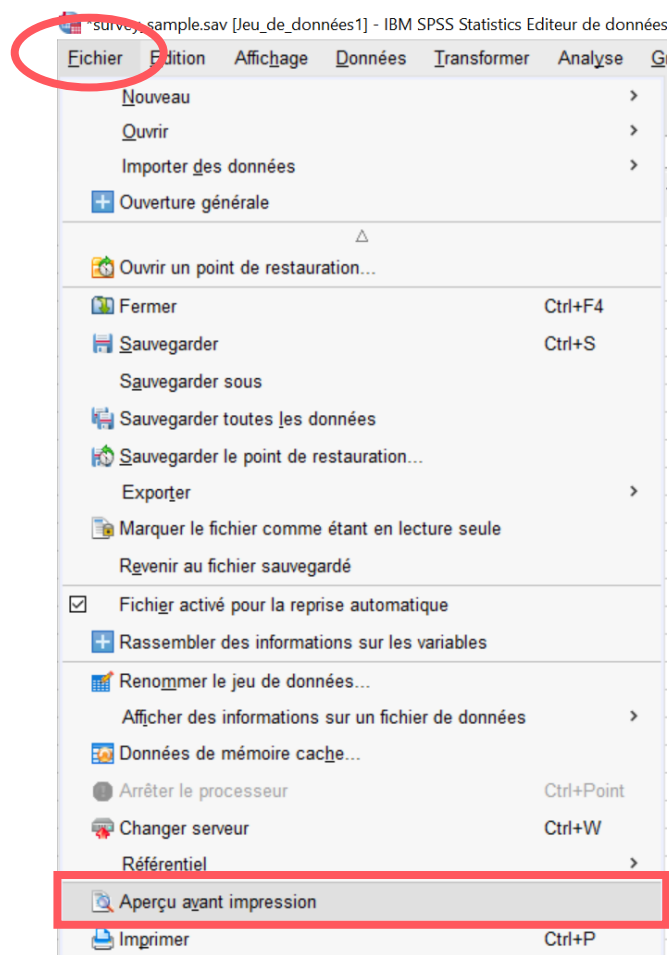 *survey_sample.sav [Jeu_de_données1] - IBM SPSS Statistics Editeur de données
Fichier Edition Affichage Données Transformer Analyse
Nouveau
Ouvrir
Importer des données
Ouverture générale
Ouvrir un point de restauration...
Fermer Ctrl+F4
Sauvegarder Ctrl+S
Sauvegarder sous
Sauvegarder toutes les données
Sauvegarder le point de restauration...
Exporter
Marquer le fichier comme étant en lecture seule
Revenir au fichier sauvegardé
Fichier activé pour la reprise automatique
Rassembler des informations sur les variables
Renommer le jeu de données...
Afficher des informations sur un fichier de données
Données de mémoire cache...
Arrêter le processeur Ctrl+Point
Changer serveur Ctrl+W
Référentiel
Aperçu avant impression
Imprimer Ctrl+P